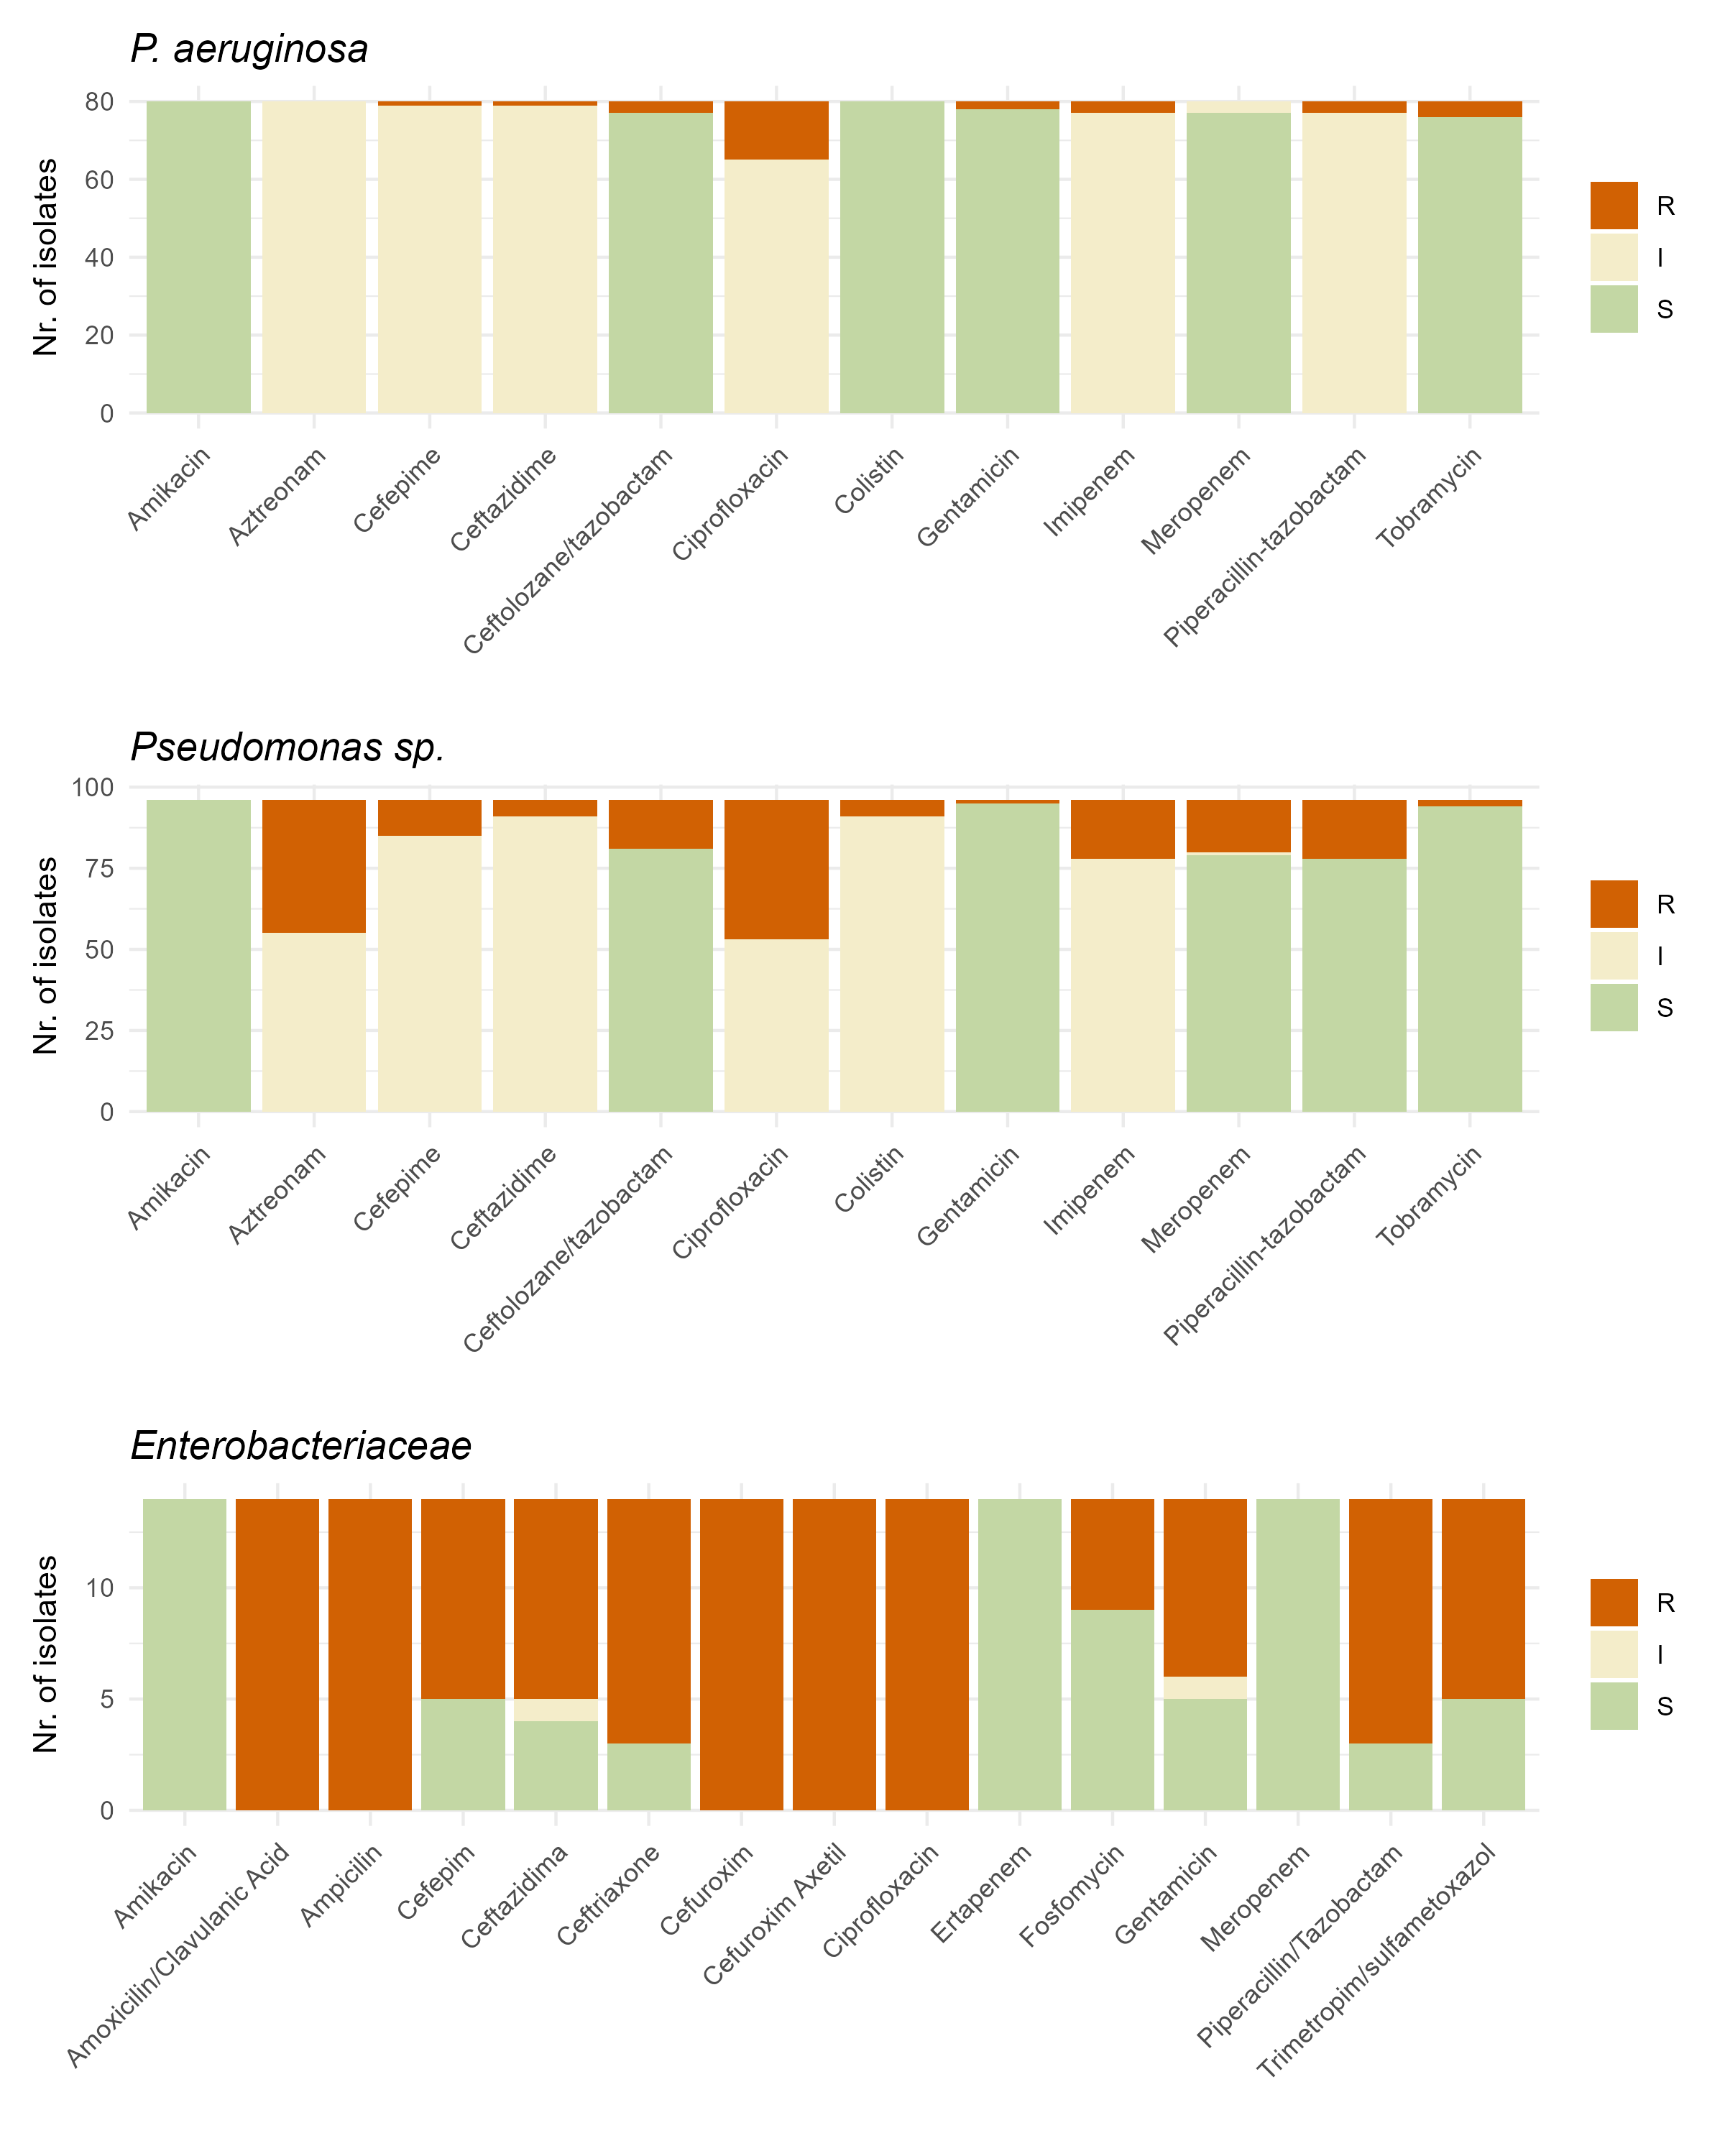 P. aeruginosa
Nr. of isolates
80
60
40
20
0
Amikacin
Aztreonam
Cefepime
Ceftazidime
Ceftolozane/tazobactam
Ciprofloxacin
Colistin
Gentamicin
Imipenem
Meropenem
Piperacillin-tazobactam
Tobramycin
R
I
S
Pseudomonas sp.
Nr. of isolates
100
75
50
25
0
Amikacin
Aztreonam
Cefepime
Ceftazidime
Ceftolozane/tazobactam
Ciprofloxacin
Colistin
Gentamicin
Imipenem
Meropenem
Piperacillin-tazobactam
Tobramycin
R
I
S
Enterobacteriaceae
Nr. of isolates
10
5
0
Amikacin
Amoxicilin/Clavulanic Acid
Ampicilin
Cefepim
Ceftazidima
Ceftriaxone
Cefuroxim
Cefuroxim Axetil
Ciprofloxacin
Ertapenem
Fosfomycin
Gentamicin
Meropenem
Piperacillin/Tazobactam
Trimetropim/sulfametoxazol
R
I
S